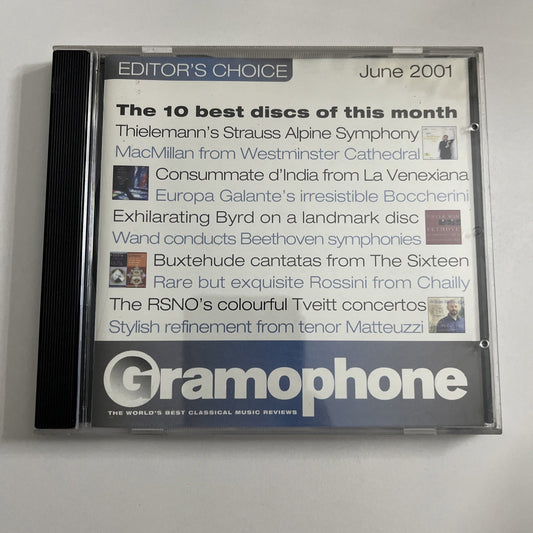 EDITOR'S CHOICE June 2001
The 10 best discs of this month
Thielemann's Strauss Alpine Symphony
MacMillan from Westminster Cathedral
Consummate d'India from La Venexiana
Europa Galante's irresistible Boccherini
Exhilarating Byrd on a landmark disc
Wand conducts Beethoven symphonies
Buxtehude cantatas from The Sixteen
Rare but exquisite Rossini from Chailly
The RSNO's colourful Tveitt concertos
Stylish refinement from tenor Matteuzzi
Gramophone
THE WORLD'S BEST CLASSICAL MUSIC REVIEWS